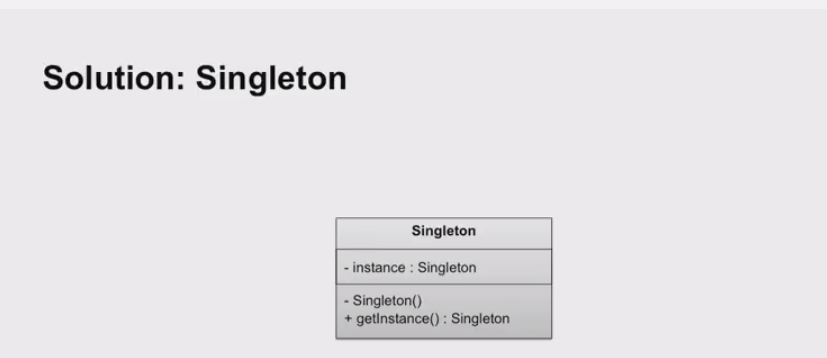 Solution: Singleton
Singleton
- instance : Singleton
- Singleton()
+ getInstance() : Singleton